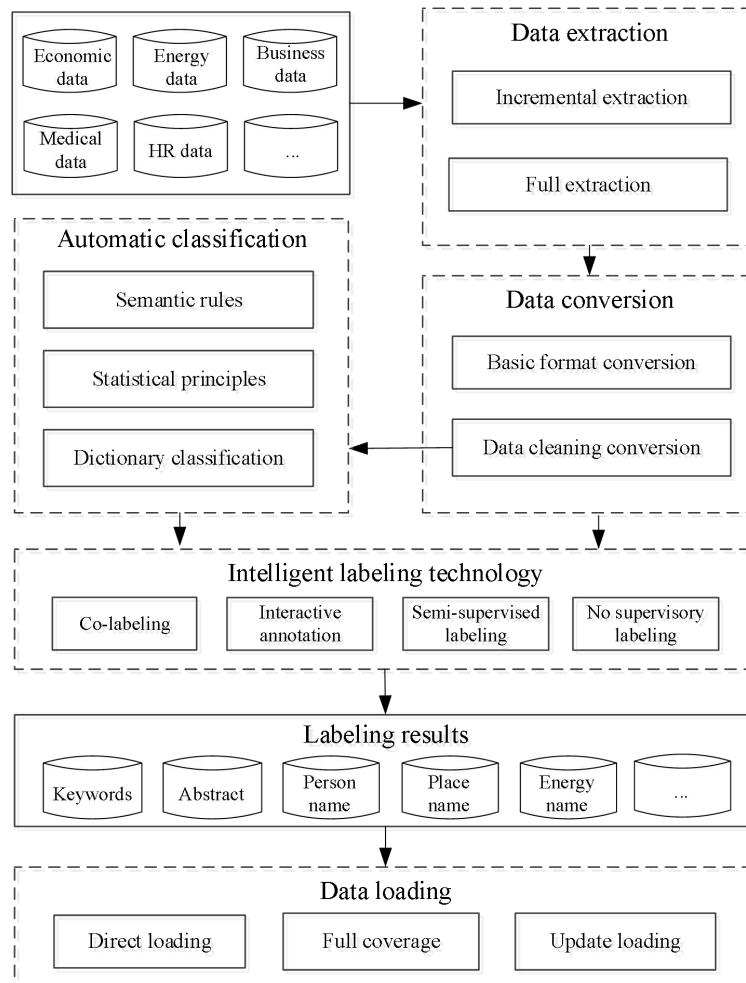 Economic
data
Energy
data
Business
data
Medical
data
HR data
...
Data extraction
Incremental extraction
Full extraction
Automatic classification
Semantic rules
Statistical principles
Dictionary classification
Data conversion
Basic format conversion
Data cleaning conversion
Intelligent labeling technology
Co-labeling
Interactive
annotation
Semi-supervised
labeling
No supervisory
labeling
Labeling results
Keywords
Abstract
Person
name
Place
name
Energy
name
...
Data loading
Direct loading
Full coverage
Update loading